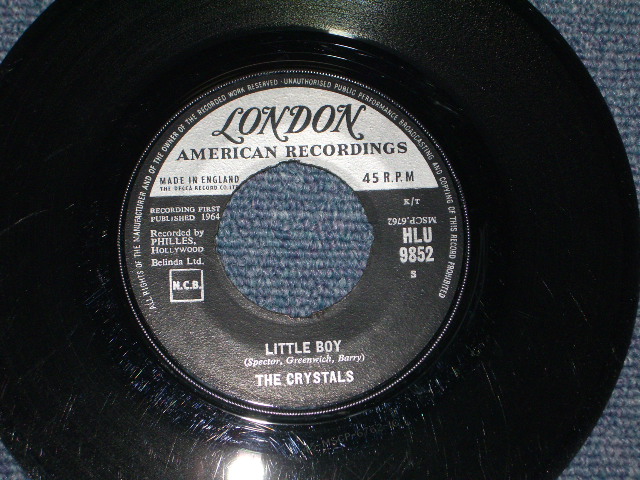 ALL RIGHTS OF THE MANUFACTURER AND OF THE OWNER OF THE RECORDED WORK RESERVED · UNAUTHORISED PUBLIC PERFORMANCE BROADCASTING AND COPYING OF THIS RECORD PROHIBITED
LONDON
AMERICAN RECORDINGS
MADE IN ENGLAND
THE DECCA RECORD CO. LTD.
45 R.P.M
RECORDING FIRST
PUBLISHED 1964
Recorded by
PHILLES,
HOLLYWOOD
Belinda Ltd.
N.C.B.
K/T
MSCP.6762
HLU
9852
S
LITTLE BOY
(Spector, Greenwich, Barry)
THE CRYSTALS